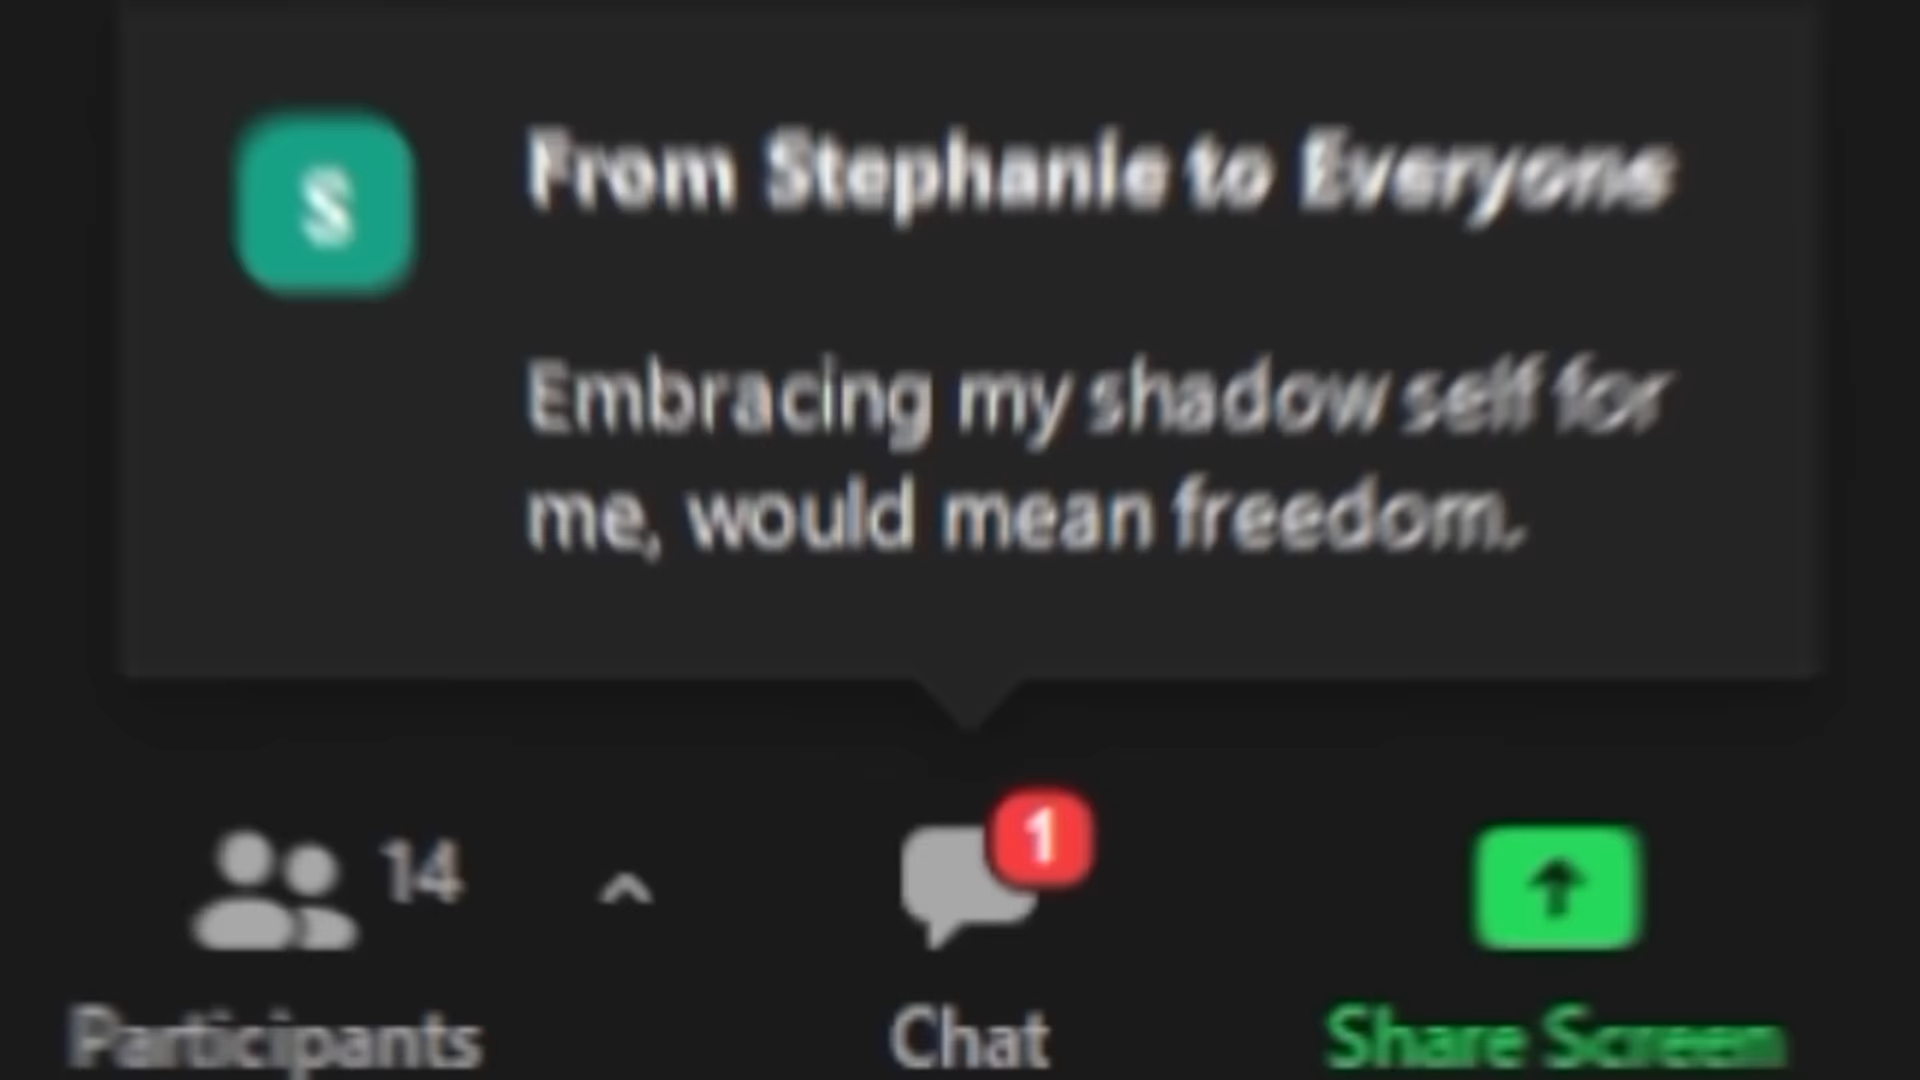 S
From Stephanie to Everyone
Embracing my shadow self for
me, would mean freedom.
14
1
Participants
Chat
Share Screen